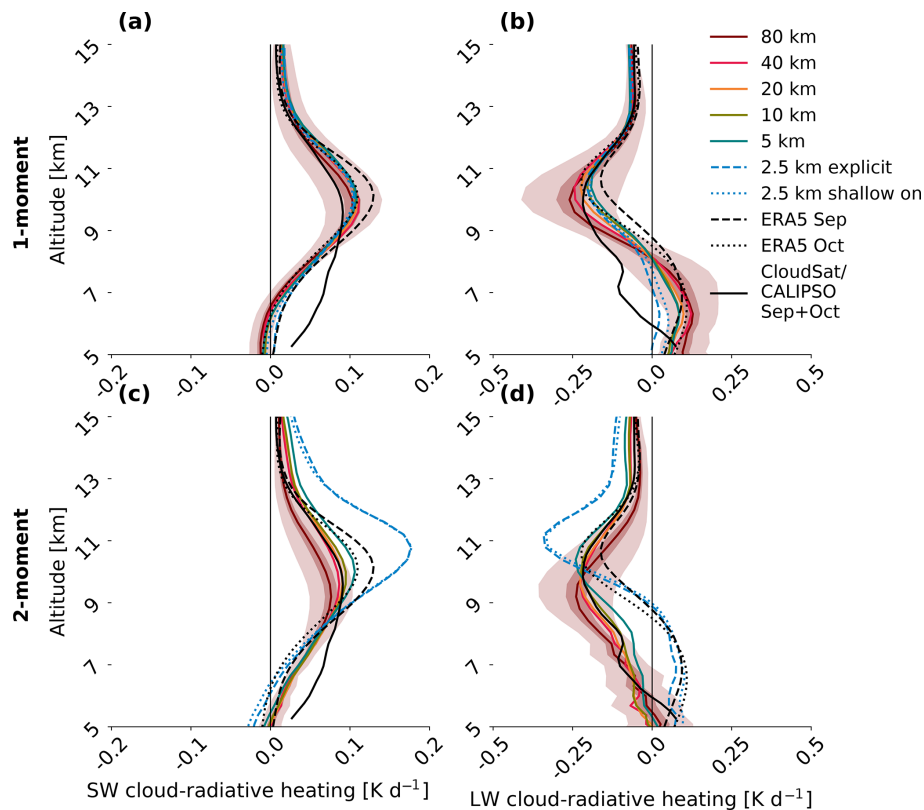 (a)
(b)
15
13
11
9
7
5
-0.2
-0.1
0.0
0.1
0.2
1-moment
Altitude [km]
15
13
11
9
7
5
-0.5
-0.25
0.0
0.25
0.5
80 km
40 km
20 km
10 km
5 km
2.5 km explicit
2.5 km shallow on
ERA5 Sep
ERA5 Oct
CloudSat/
CALIPSO
Sep+Oct
(c)
(d)
15
13
11
9
7
5
-0.2
-0.1
0.0
0.1
0.2
2-moment
Altitude [km]
SW cloud-radiative heating [K d⁻¹]
15
13
11
9
7
5
-0.5
-0.25
0.0
0.25
0.5
LW cloud-radiative heating [K d⁻¹]